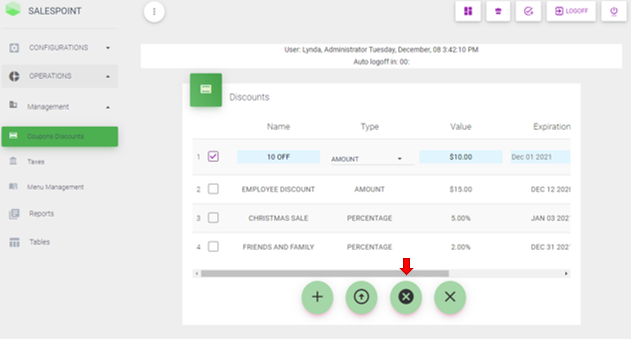 SALESPOINT
LOGOFF
CONFIGURATIONS
OPERATIONS
Management
Coupons Discounts
Taxes
Menu Management
Reports
Tables
User: Lynda, Administrator Tuesday, December, 08 3:42:10 PM
Auto logoff in: 00:
Discounts
Name Type Value Expiration
1 10 OFF AMOUNT $10.00 Dec 01 2021
2 EMPLOYEE DISCOUNT AMOUNT $15.00 DEC 12 202
3 CHRISTMAS SALE PERCENTAGE 5.00% JAN 03 202
4 FRIENDS AND FAMILY PERCENTAGE 2.00% DEC 31 202